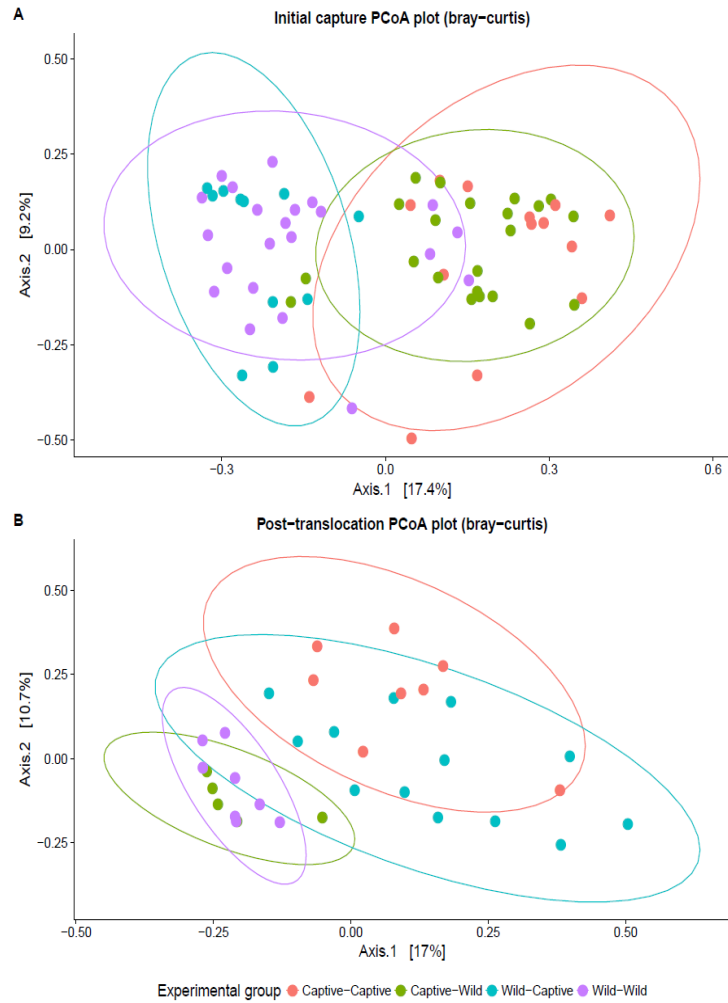 A
Initial capture PCoA plot (bray−curtis)
0.50
0.25
0.00
−0.25
−0.50
Axis.2 [9.2%]
−0.3
0.0
0.3
0.6
Axis.1 [17.4%]
B
Post−translocation PCoA plot (bray−curtis)
0.50
0.25
0.00
−0.25
Axis.2 [10.7%]
−0.50
−0.25
0.00
0.25
0.50
Axis.1 [17%]
Experimental group Captive−Captive Captive−Wild Wild−Captive Wild−Wild